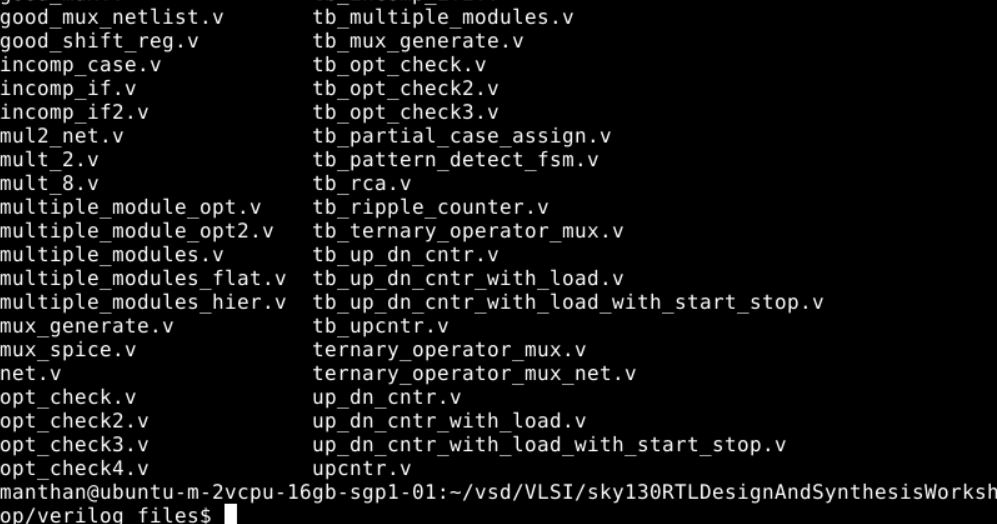 good_mux_netlist.v tb_multiple_modules.v
good_shift_reg.v tb_mux_generate.v
incomp_case.v tb_opt_check.v
incomp_if.v tb_opt_check2.v
incomp_if2.v tb_opt_check3.v
mul2_net.v tb_partial_case_assign.v
mult_2.v tb_pattern_detect_fsm.v
mult_8.v tb_rca.v
multiple_module_opt.v tb_ripple_counter.v
multiple_module_opt2.v tb_ternary_operator_mux.v
multiple_modules.v tb_up_dn_cntr.v
multiple_modules_flat.v tb_up_dn_cntr_with_load.v
multiple_modules_hier.v tb_up_dn_cntr_with_load_with_start_stop.v
mux_generate.v tb_upcntr.v
mux_spice.v ternary_operator_mux.v
net.v ternary_operator_mux_net.v
opt_check.v up_dn_cntr.v
opt_check2.v up_dn_cntr_with_load.v
opt_check3.v up_dn_cntr_with_load_with_start_stop.v
opt_check4.v upcntr.v
manthan@ubuntu-m-2vcpu-16gb-sgp1-01:~/vsd/VLSI/sky130RTLDesignAndSynthesisWorksh
op/verilog_files$